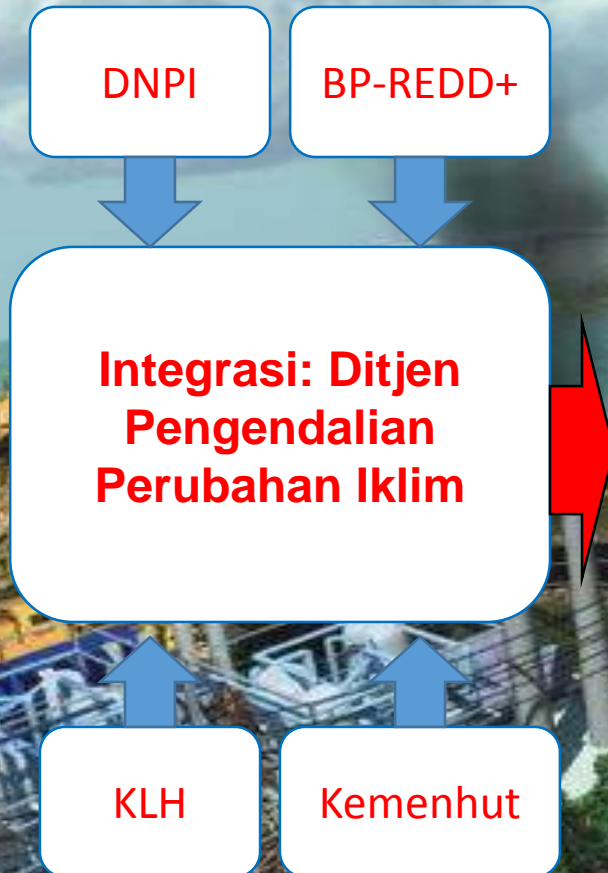 DNPI
BP-REDD+
Integrasi: Ditjen
Pengendalian
Perubahan Iklim
KLH
Kemenhut